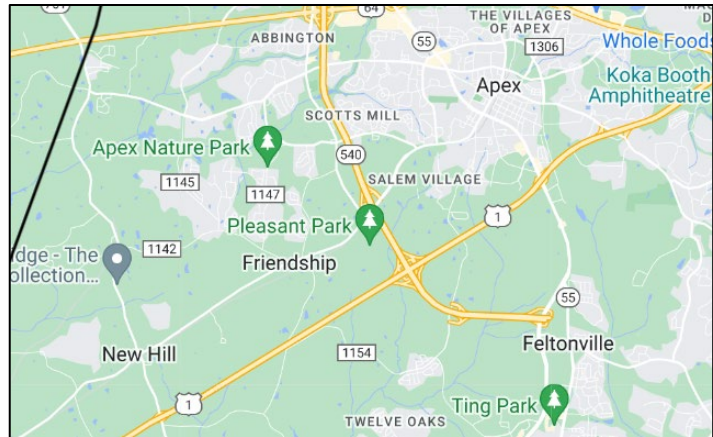 64
THE VILLAGES
OF APEX
55
ABBINGTON
1306
Whole Foods
Apex
Koka Booth
Amphitheatre
SCOTTS MILL
Apex Nature Park
540
1145
1147
SALEM VILLAGE
Pleasant Park
1
1142
dge - The
ollection...
Friendship
55
New Hill
1154
Feltonville
1
Ting Park
TWELVE OAKS